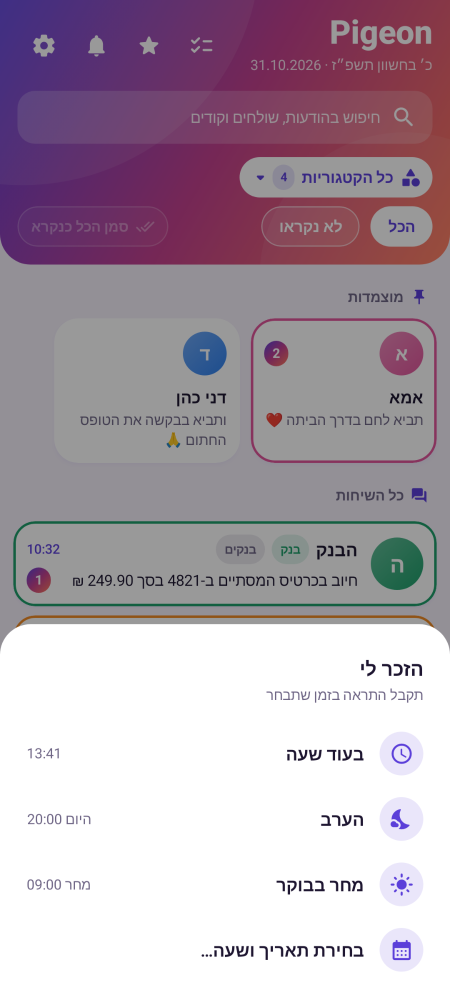 Pigeon
כ׳ בחשוון תשפ״ז · 31.10.2026
חיפוש בהודעות, שולחים וקודים
כל הקטגוריות 4
הכל
לא נקראו
סמן הכל כנקרא
מוצמדות
א
2
אמא
תביא לחם בדרך הביתה ❤️
ד
דני כהן
ותביא בבקשה את הטופס
החתום 🙏
כל השיחות
ה
הבנק בנק בנקים 10:32
חיוב בכרטיס המסתיים ב-4821 בסך 249.90 ₪ 1
הזכר לי
תקבל התראה בזמן שתבחר
בעוד שעה 13:41
הערב היום 20:00
מחר בבוקר מחר 09:00
בחירת תאריך ושעה...